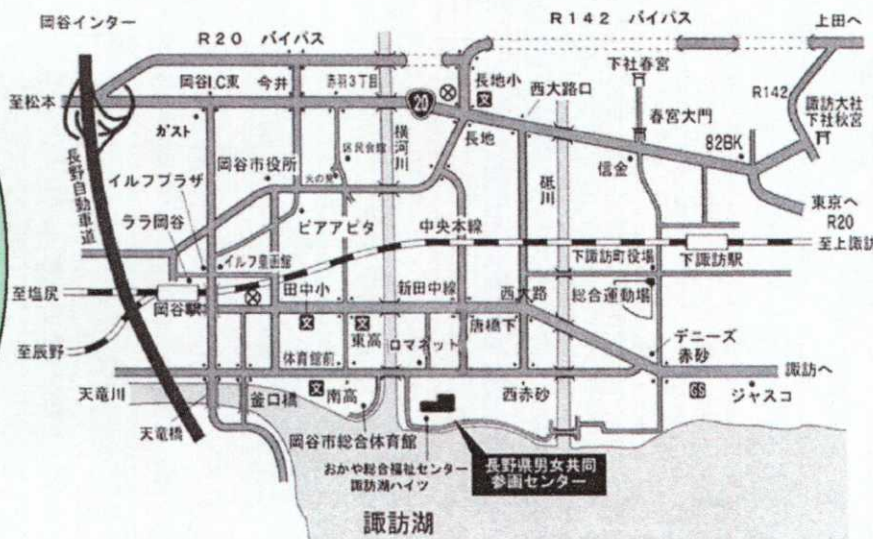 岡谷インター
R20 バイパス
R142 バイパス
上田へ
岡谷I.C東
今井
赤羽3丁目
長地小
文
西大路口
下社春宮
R142
至松本
20
長地
春宮大門
諏訪大社
下社秋宮
ガスト
区民会館
横河川
82BK
岡谷市役所
信金
長野自動車道
イルフプラザ
砥川
東京へ
R20
ララ岡谷
ピアアピタ
中央本線
至上諏訪
イルフ童画館
下諏訪町役場
下諏訪駅
至塩尻
岡谷駅
田中小
新田中線
西大路
総合運動場
文
文
東高
唐橋下
デニーズ
赤砂
至辰野
体育館前
ロマネット
諏訪へ
天竜川
釜口橋
文
南高
西赤砂
GS
ジャスコ
天竜橋
岡谷市総合体育館
おかや総合福祉センター
諏訪湖ハイツ
長野県男女共同
参画センター
諏訪湖